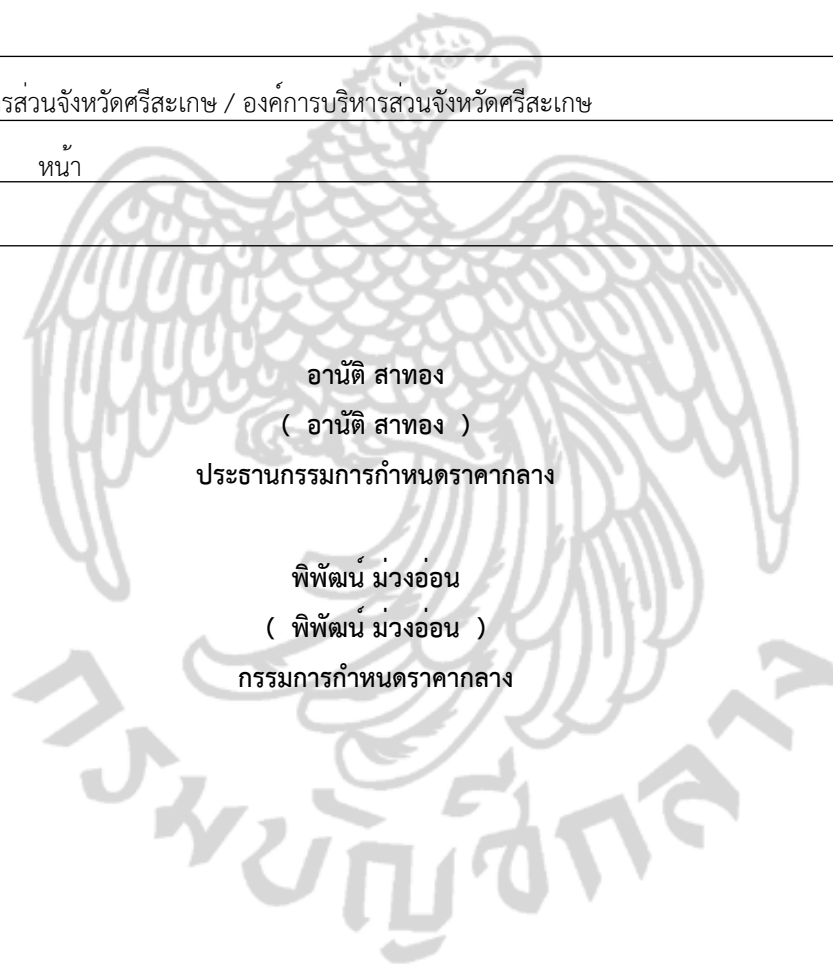 รส่วนจังหวัดศรีสะเกษ / องค์การบริหารส่วนจังหวัดศรีสะเกษ
หน้า
อานัติ สาทอง
( อานัติ สาทอง )
ประธานกรรมการกำหนดราคากลาง
พิพัฒน์ ม่วงอ่อน
( พิพัฒน์ ม่วงอ่อน )
กรรมการกำหนดราคากลาง
กรมบัญชีกลาง